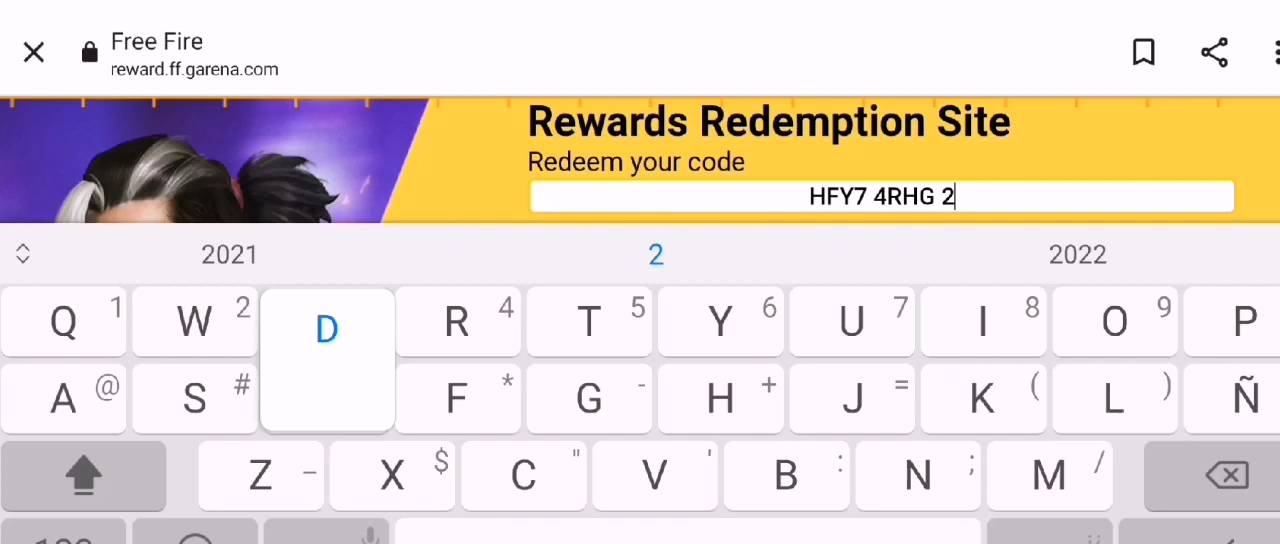 Free Fire
reward.ff.garena.com
Rewards Redemption Site
Redeem your code
HFY7 4RHG 2
2021 2 2022
Q 1 W 2 D R 4 T 5 Y 6 U 7 I 8 O 9 P
A @ S # F * G - H + J = K ( L ) Ñ
Z _ X $ C " V ' B : N ; M /